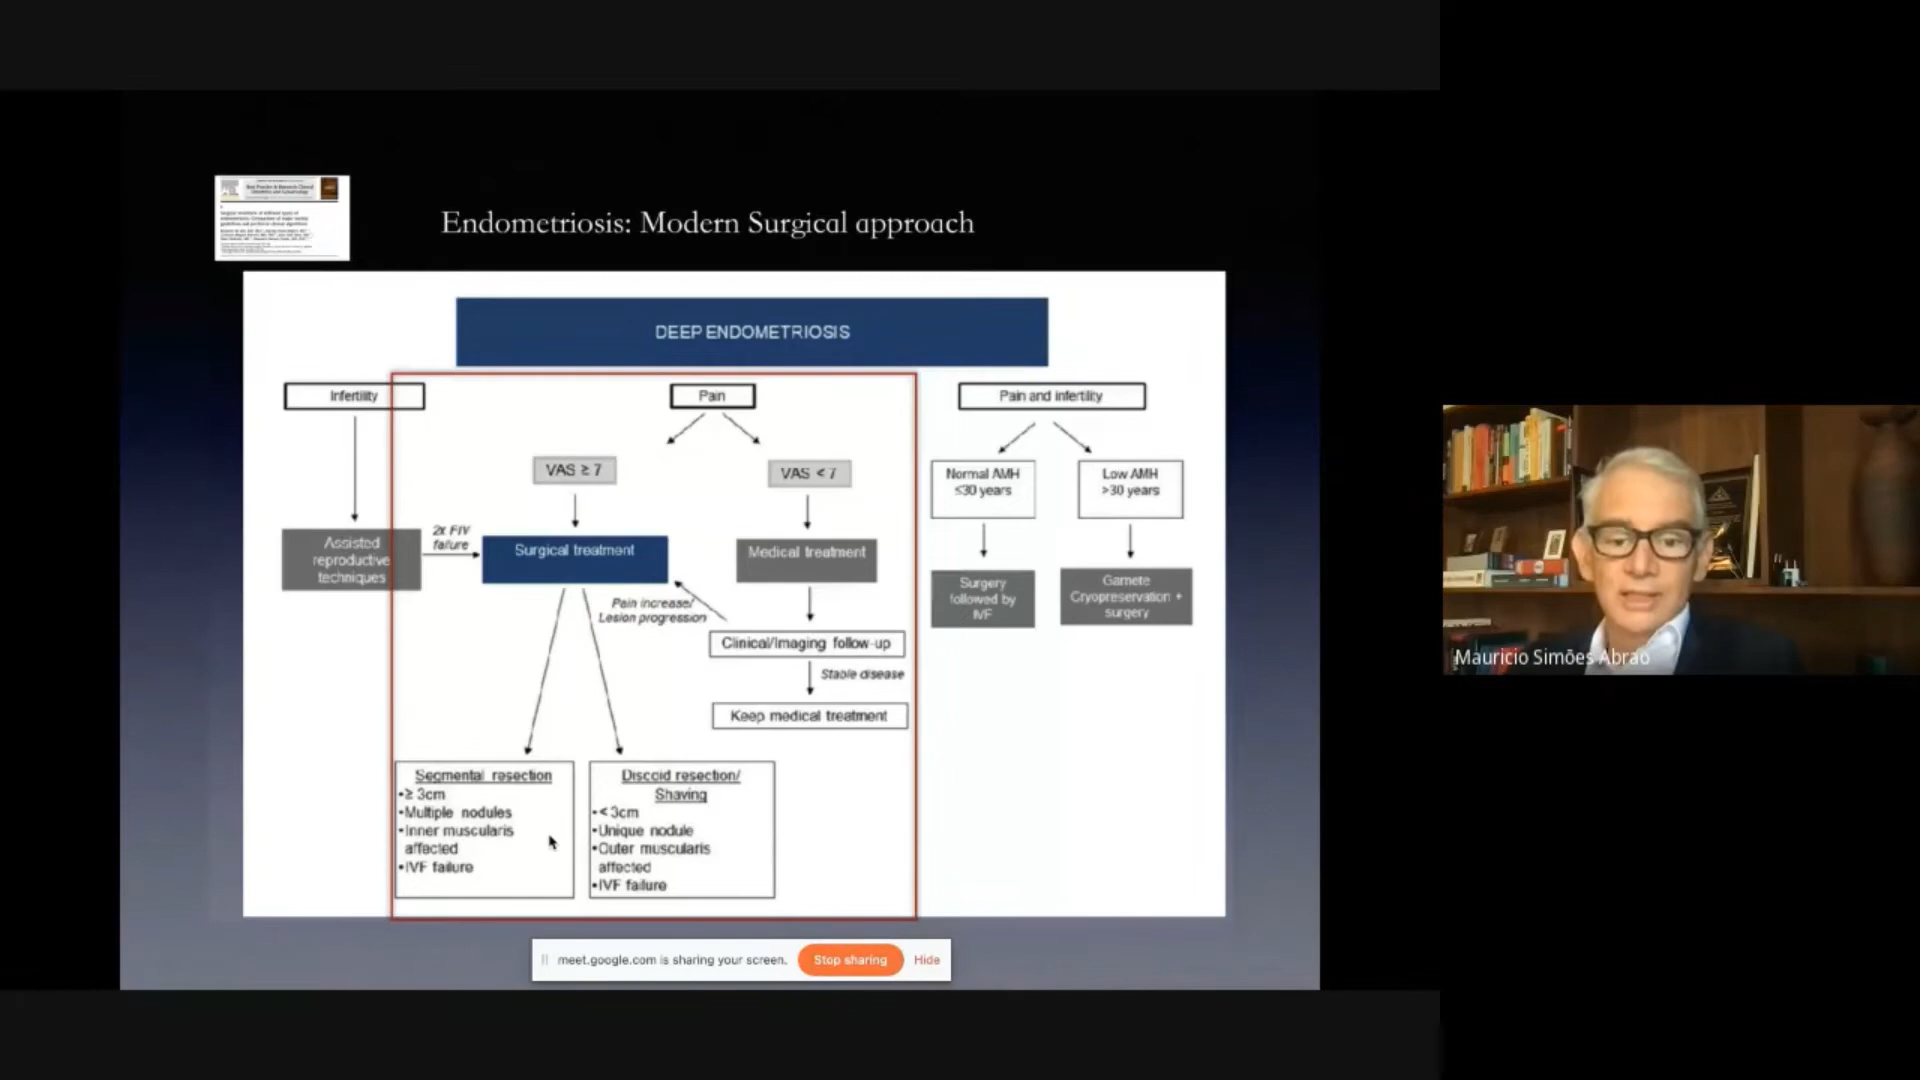 Endometriosis: Modern Surgical approach
DEEP ENDOMETRIOSIS
Infertility
Pain
Pain and infertility
VAS ≥ 7
VAS < 7
Normal AMH
≤30 years
Low AMH
>30 years
Assisted
reproductive
techniques
2x FIV
failure
Surgical treatment
Medical treatment
Surgery
followed by
IVF
Gamete
Cryopreservation +
surgery
Pain increase/
Lesion progression
Clinical/Imaging follow-up
Stable disease
Keep medical treatment
Segmental resection
•≥ 3cm
•Multiple nodules
•Inner muscularis
affected
•IVF failure
Discoid resection/
Shaving
•< 3cm
•Unique nodule
•Outer muscularis
affected
•IVF failure
meet.google.com is sharing your screen.
Stop sharing
Hide
Mauricio Simões Abrao